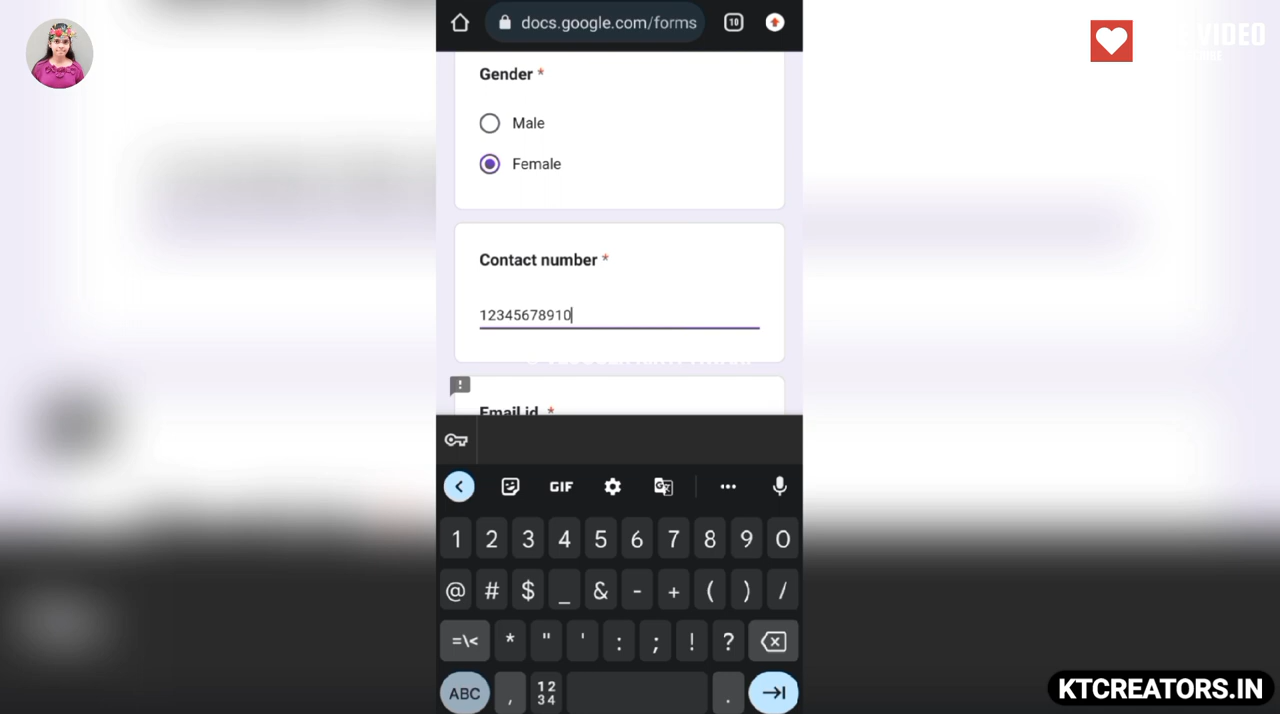 docs.google.com/forms
10
VIDEO
Gender *
Male
Female
Contact number *
12345678910
Email id *
GIF
1 2 3 4 5 6 7 8 9 0
@ # $ _ & - + ( ) /
=\< * " ' : ; ! ?
ABC , 12 34 .
KTCREATORS.IN